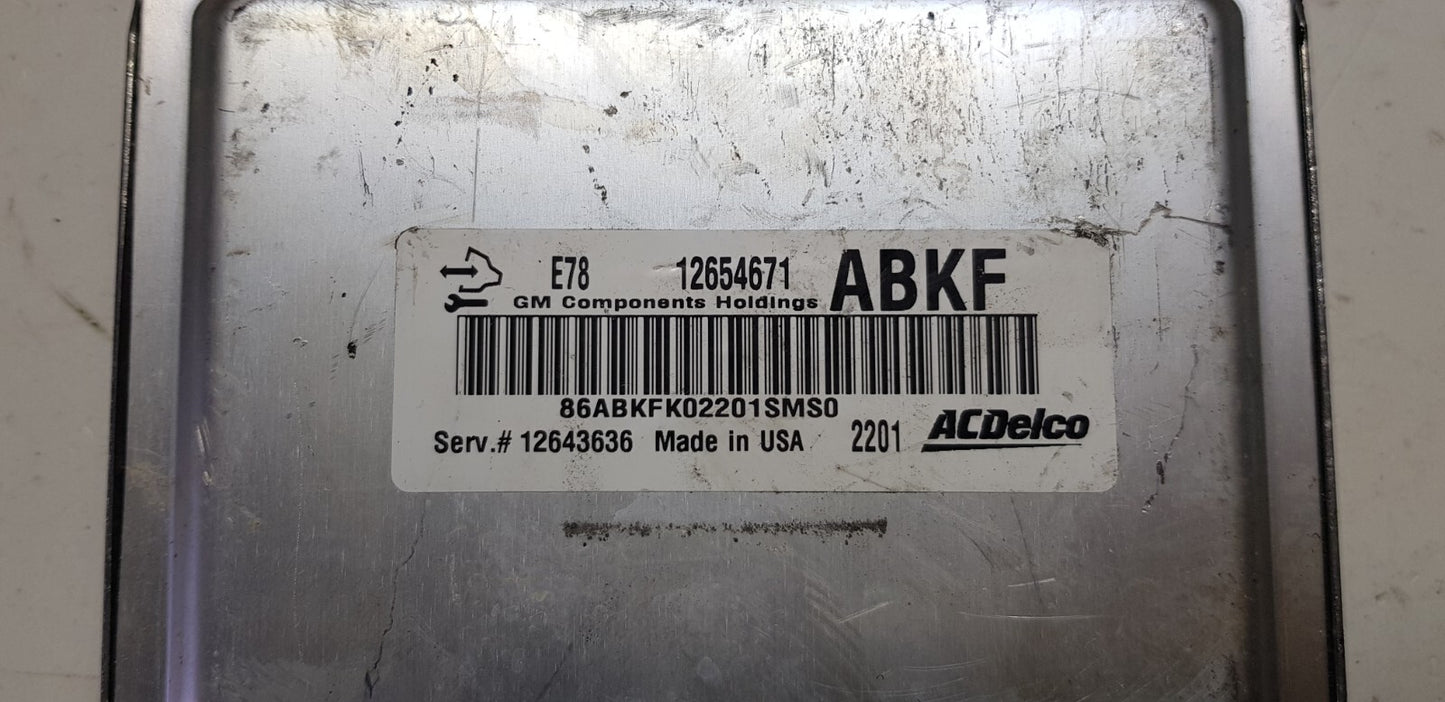 E78 12654671 ABKF
GM Components Holdings
86ABKFK02201SMS0
Serv.# 12643636 Made in USA 2201 ACDelco